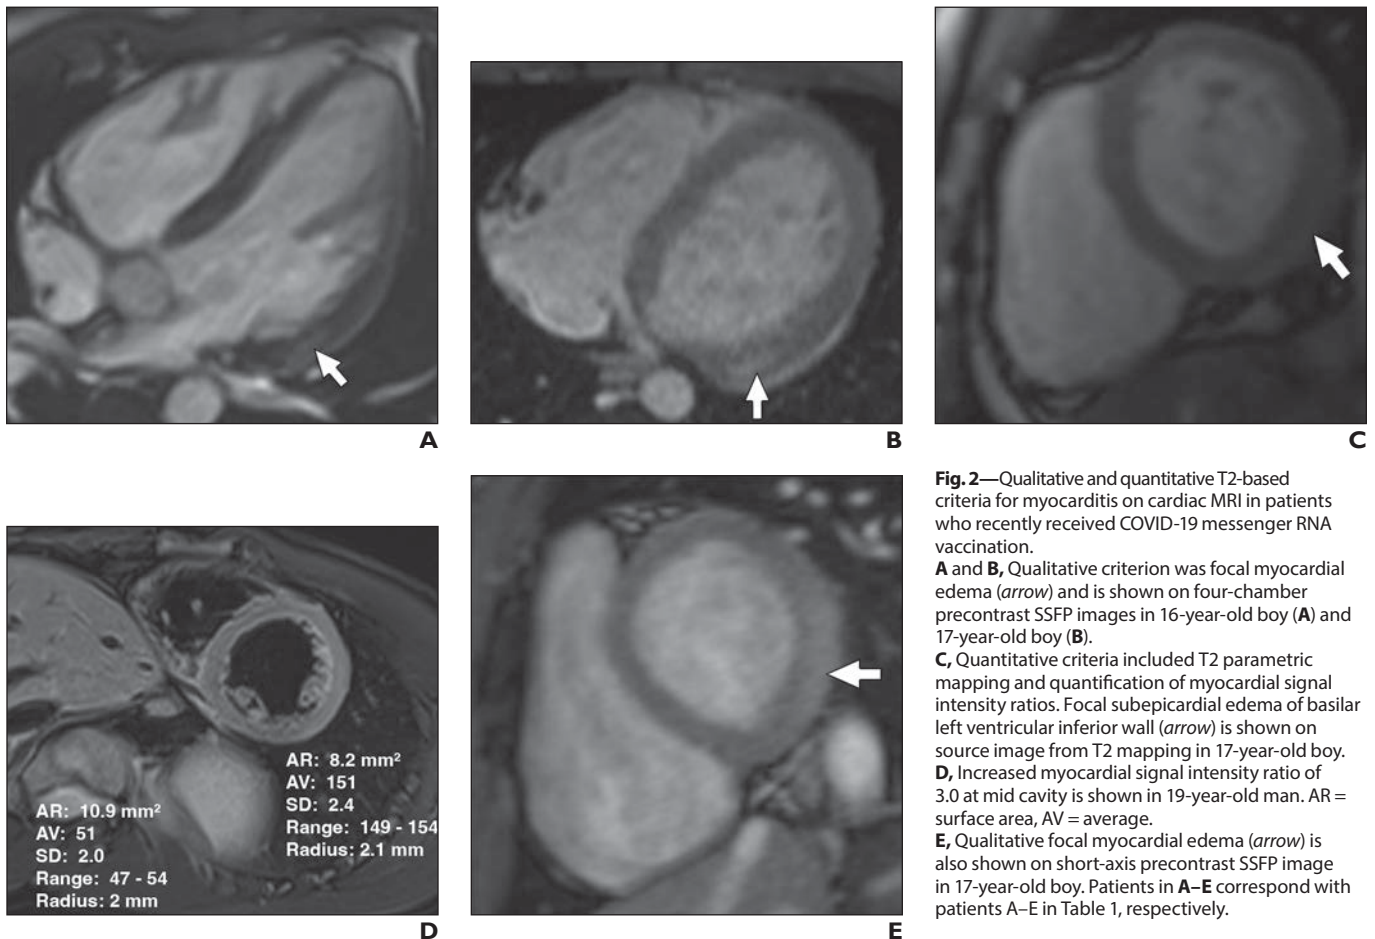 A
B
C
AR: 10.9 mm²
AV: 51
SD: 2.0
Range: 47 - 54
Radius: 2 mm
AR: 8.2 mm²
AV: 151
SD: 2.4
Range: 149 - 154
Radius: 2.1 mm
D
E
Fig. 2—Qualitative and quantitative T2-based
criteria for myocarditis on cardiac MRI in patients
who recently received COVID-19 messenger RNA
vaccination.
A and B, Qualitative criterion was focal myocardial
edema (arrow) and is shown on four-chamber
precontrast SSFP images in 16-year-old boy (A) and
17-year-old boy (B).
C, Quantitative criteria included T2 parametric
mapping and quantification of myocardial signal
intensity ratios. Focal subepicardial edema of basilar
left ventricular inferior wall (arrow) is shown on
source image from T2 mapping in 17-year-old boy.
D, Increased myocardial signal intensity ratio of
3.0 at mid cavity is shown in 19-year-old man. AR =
surface area, AV = average.
E, Qualitative focal myocardial edema (arrow) is
also shown on short-axis precontrast SSFP image
in 17-year-old boy. Patients in A–E correspond with
patients A–E in Table 1, respectively.